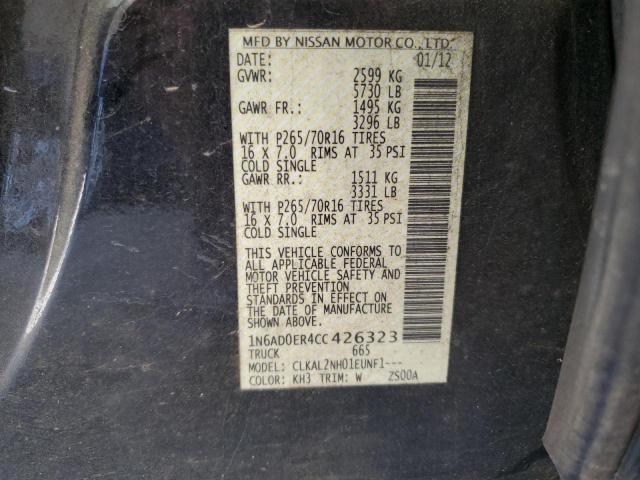 MFD BY NISSAN MOTOR CO., LTD.
DATE: 01/12
GVWR: 2599 KG
5730 LB
GAWR FR.: 1495 KG
3296 LB
WITH P265/70R16 TIRES
16 X 7.0 RIMS AT 35 PSI
COLD SINGLE
GAWR RR.: 1511 KG
3331 LB
WITH P265/70R16 TIRES
16 X 7.0 RIMS AT 35 PSI
COLD SINGLE
THIS VEHICLE CONFORMS TO
ALL APPLICABLE FEDERAL
MOTOR VEHICLE SAFETY AND
THEFT PREVENTION
STANDARDS IN EFFECT ON
THE DATE OF MANUFACTURE
SHOWN ABOVE.
1N6AD0ER4CC426323
TRUCK 665
MODEL: CLKAL2NH01EUNF1---
COLOR: KH3 TRIM: W ZS00A